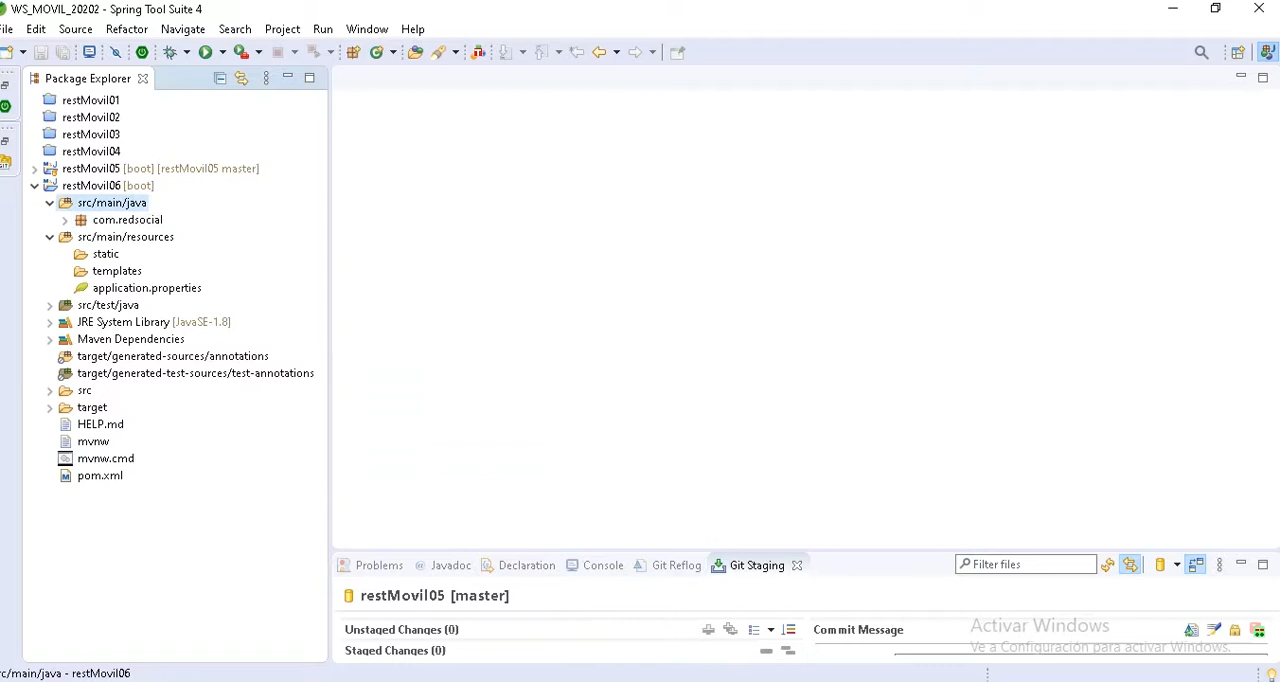 WS_MOVIL_20202 - Spring Tool Suite 4
File Edit Source Refactor Navigate Search Project Run Window Help
Package Explorer
restMovil01
restMovil02
restMovil03
restMovil04
restMovil05 [boot] [restMovil05 master]
restMovil06 [boot]
src/main/java
com.redsocial
src/main/resources
static
templates
application.properties
src/test/java
JRE System Library [JavaSE-1.8]
Maven Dependencies
target/generated-sources/annotations
target/generated-test-sources/test-annotations
src
target
HELP.md
mvnw
mvnw.cmd
pom.xml
Problems Javadoc Declaration Console Git Reflog Git Staging Filter files
restMovil05 [master]
Unstaged Changes (0)
Commit Message
Staged Changes (0)
Activar Windows
Ve a Configuración para activar Windows.
rc/main/java - restMovil06